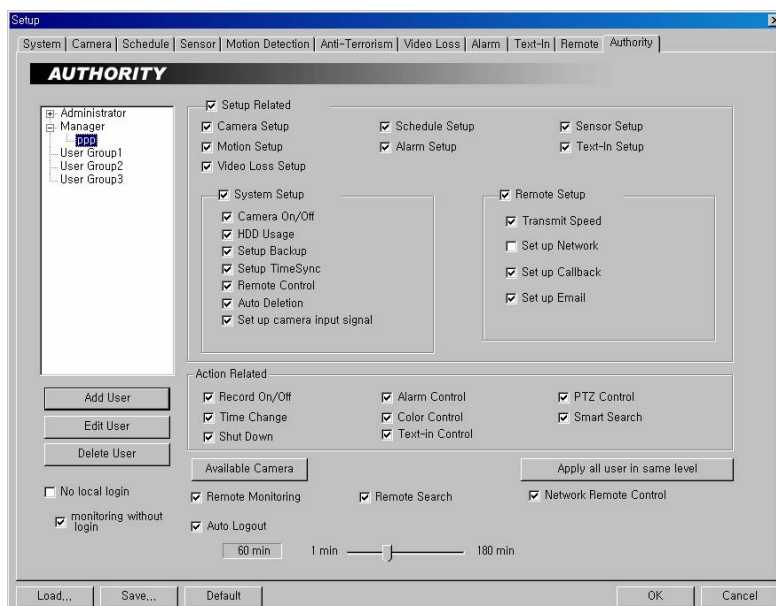 Setup
System Camera Schedule Sensor Motion Detection Anti-Terrorism Video Loss Alarm Text-In Remote Authority
AUTHORITY
Administrator
Manager
ppp
User Group1
User Group2
User Group3
Add User
Edit User
Delete User
No local login
monitoring without
login
Setup Related
Camera Setup Schedule Setup Sensor Setup
Motion Setup Alarm Setup Text-In Setup
Video Loss Setup
System Setup
Camera On/Off
HDD Usage
Setup Backup
Setup TimeSync
Remote Control
Auto Deletion
Set up camera input signal
Remote Setup
Transmit Speed
Set up Network
Set up Callback
Set up Email
Action Related
Record On/Off Alarm Control PTZ Control
Time Change Color Control Smart Search
Shut Down Text-in Control
Available Camera Apply all user in same level
Remote Monitoring Remote Search Network Remote Control
Auto Logout
60 min 1 min 180 min
Load... Save... Default OK Cancel